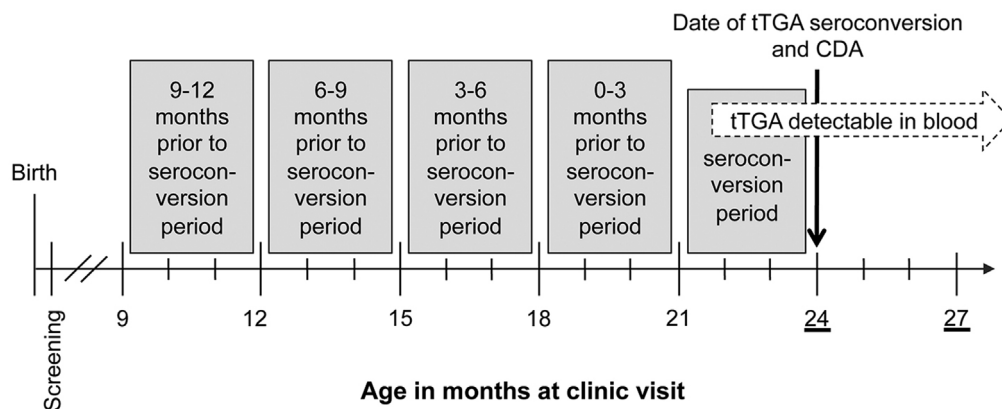 Date of tTGA seroconversion
and CDA
9-12
months
prior to
serocon-
version
period
6-9
months
prior to
serocon-
version
period
3-6
months
prior to
serocon-
version
period
0-3
months
prior to
serocon-
version
period
serocon-
version
period
tTGA detectable in blood
Birth
Screening
9
12
15
18
21
24
27
Age in months at clinic visit